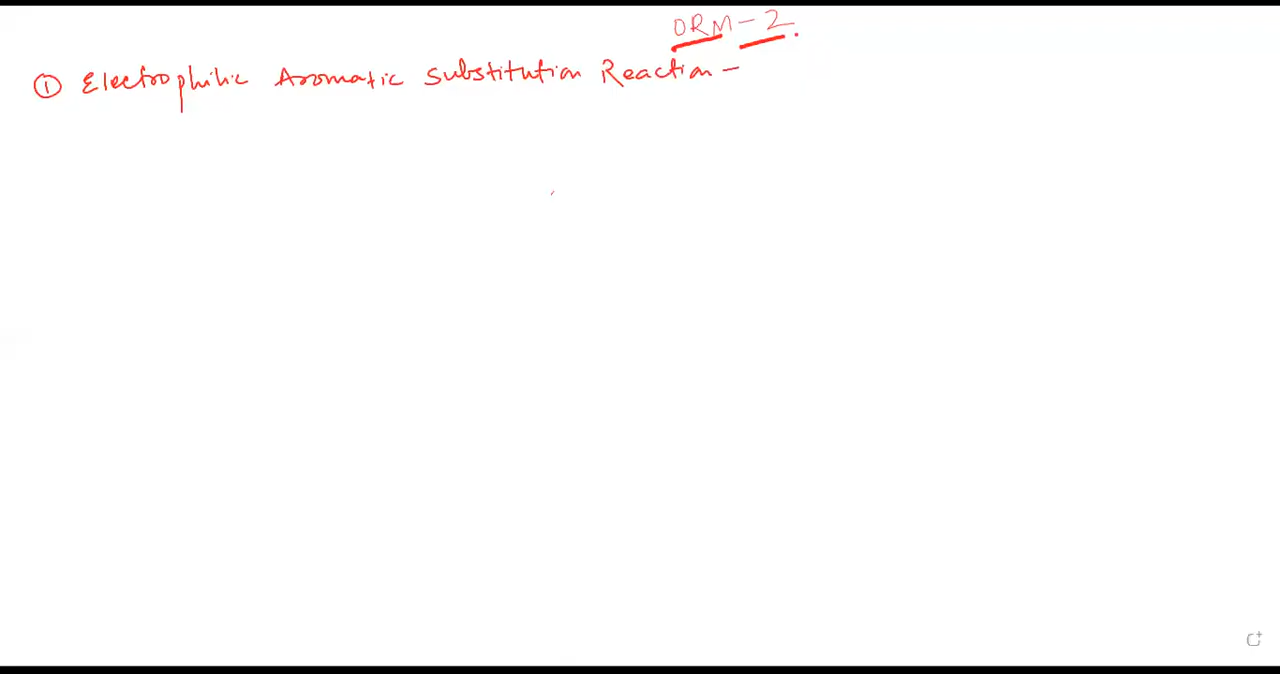 ORM - 2.
① Electrophilic Aromatic Substitution Reaction -